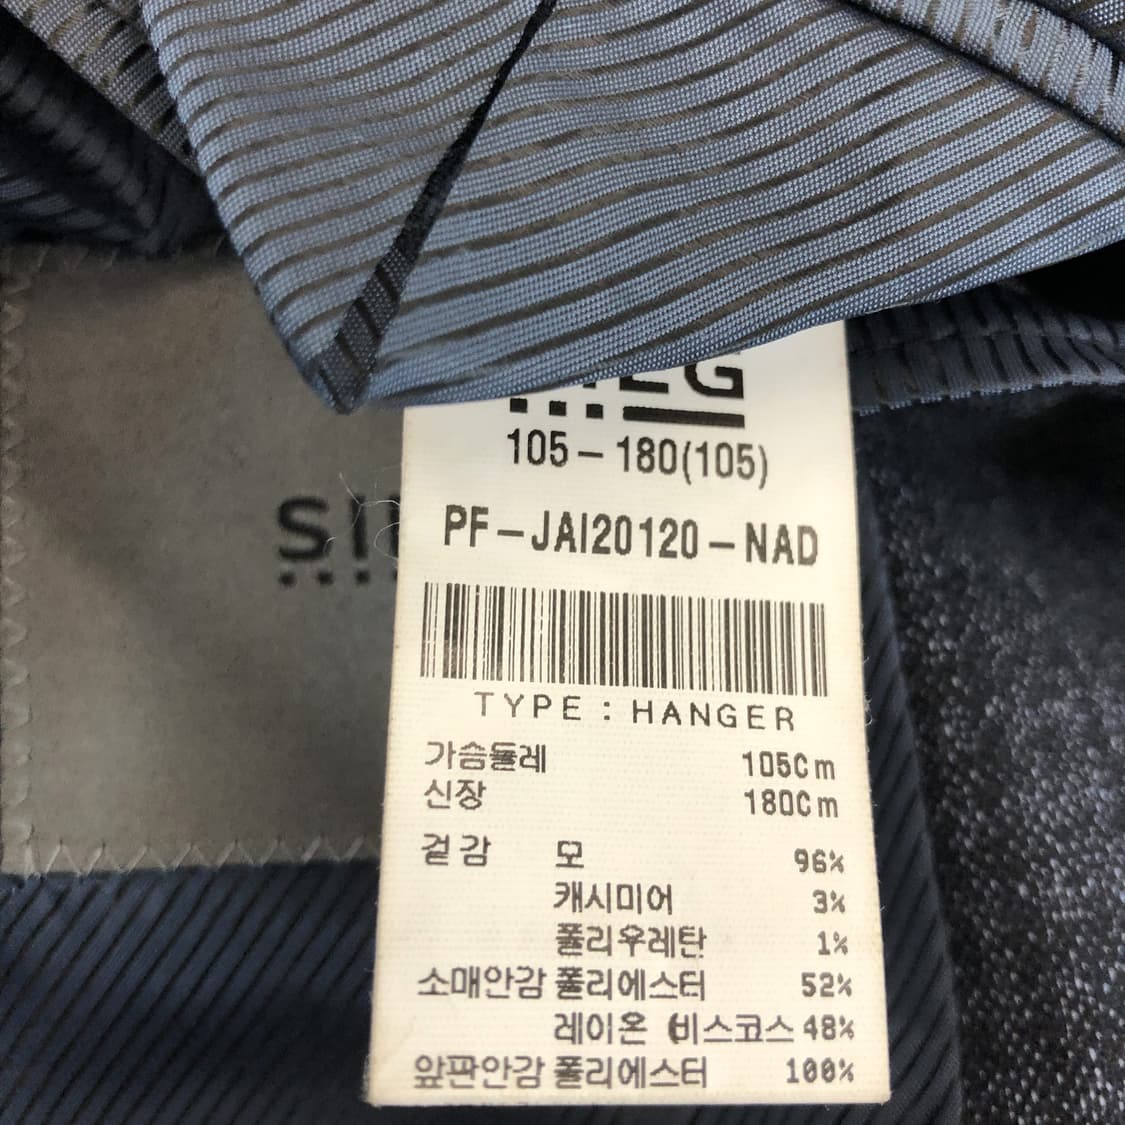 EG
105-180(105)
SI
PF-JAI20120-NAD
TYPE : HANGER
가슴둘레 105Cm
신장 180Cm
겉감 모 96%
캐시미어 3%
폴리우레탄 1%
소매안감 폴리에스터 52%
레이온 (비스코스 48%
앞판안감 폴리에스터 100%